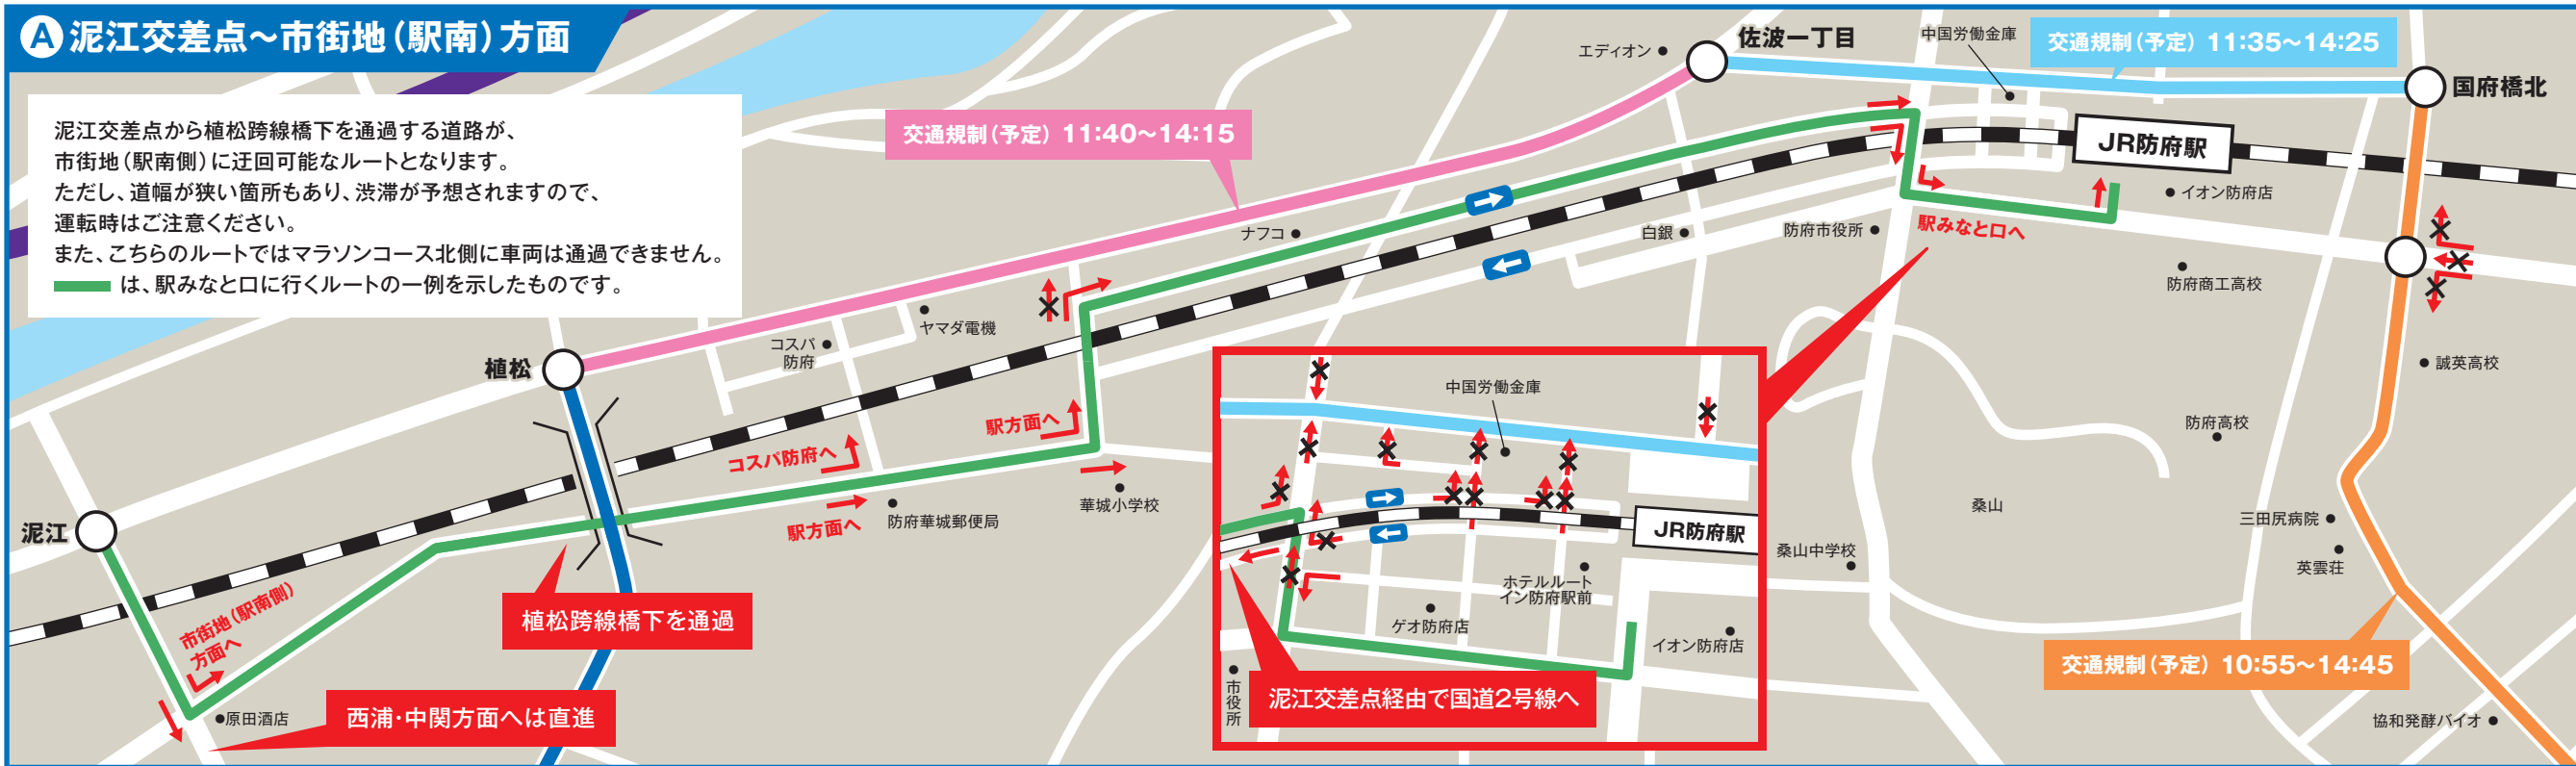 A 泥江交差点~市街地(駅南)方面
泥江交差点から植松跨線橋下を通過する道路が、
市街地(駅南側)に迂回可能なルートとなります。
ただし、道幅が狭い箇所もあり、渋滞が予想されますので、
運転時はご注意ください。
また、こちらのルートではマラソンコース北側に車両は通過できません。
は、駅みなと口に行くルートの一例を示したものです。
エディオン
佐波一丁目
中国労働金庫
交通規制(予定) 11:35~14:25
国府橋北
交通規制(予定) 11:40~14:15
JR防府駅
イオン防府店
ナフコ
白銀
防府市役所
駅みなと口へ
防府商工高校
ヤマダ電機
コスパ
防府
植松
誠英高校
中国労働金庫
防府高校
駅方面へ
コスパ防府へ
華城小学校
桑山
防府華城郵便局
駅方面へ
泥江
三田尻病院
JR防府駅
桑山中学校
英雲荘
ホテルルート
イン防府駅前
植松跨線橋下を通過
市街地(駅南側)
方面へ
ゲオ防府店
イオン防府店
交通規制(予定) 10:55~14:45
市役所
泥江交差点経由で国道2号線へ
原田酒店
西浦・中関方面へは直進
協和発酵バイオ